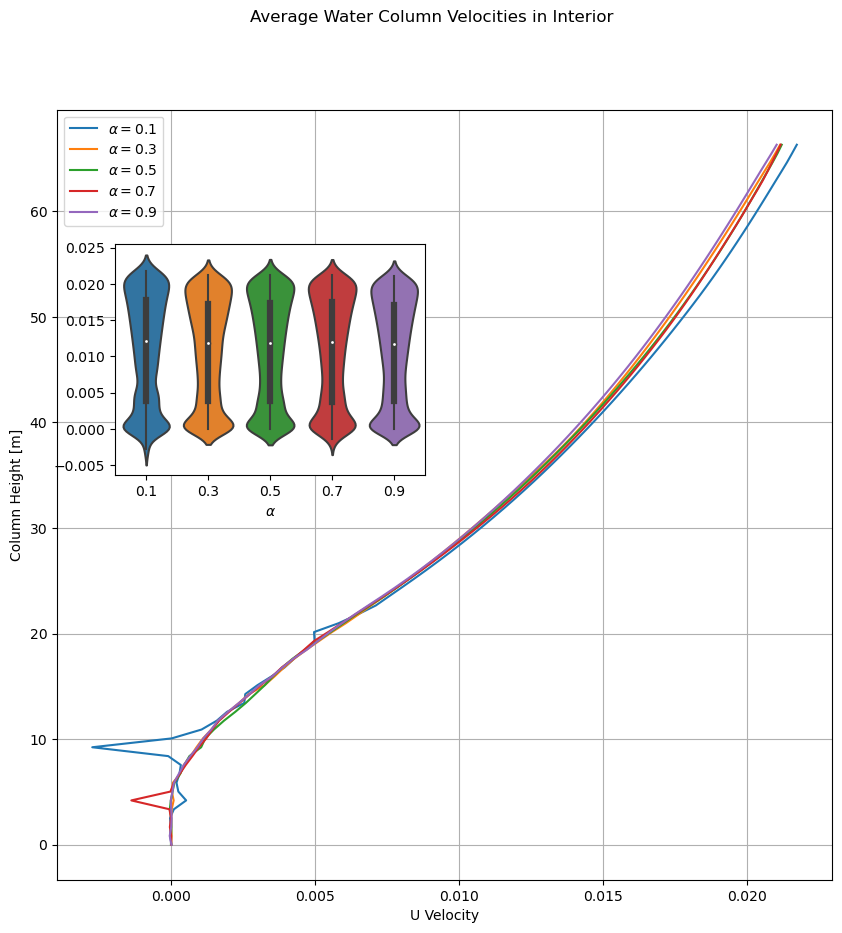 Average Water Column Velocities in Interior
α = 0.1
α = 0.3
α = 0.5
α = 0.7
α = 0.9
60
50
40
30
20
10
0
Column Height [m]
0.025
0.020
0.015
0.010
0.005
0.000
−0.005
0.1 0.3 0.5 0.7 0.9
α
0.000 0.005 0.010 0.015 0.020
U Velocity